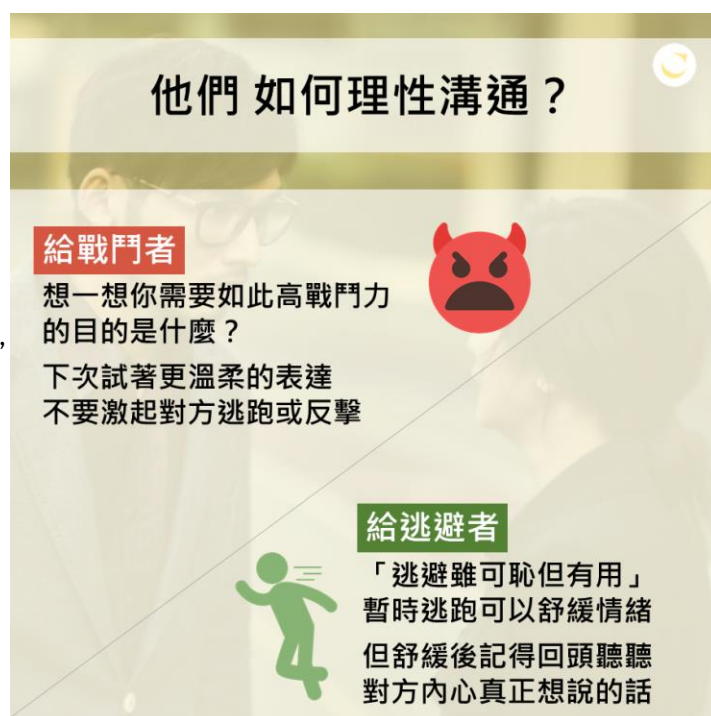 他們 如何理性溝通？
給戰鬥者
想一想你需要如此高戰鬥力
的目的是什麼？
下次試著更溫柔的表達
不要激起對方逃跑或反擊
,
給逃避者
「逃避雖可恥但有用」
暫時逃跑可以舒緩情緒
但舒緩後記得回頭聽聽
對方內心真正想說的話